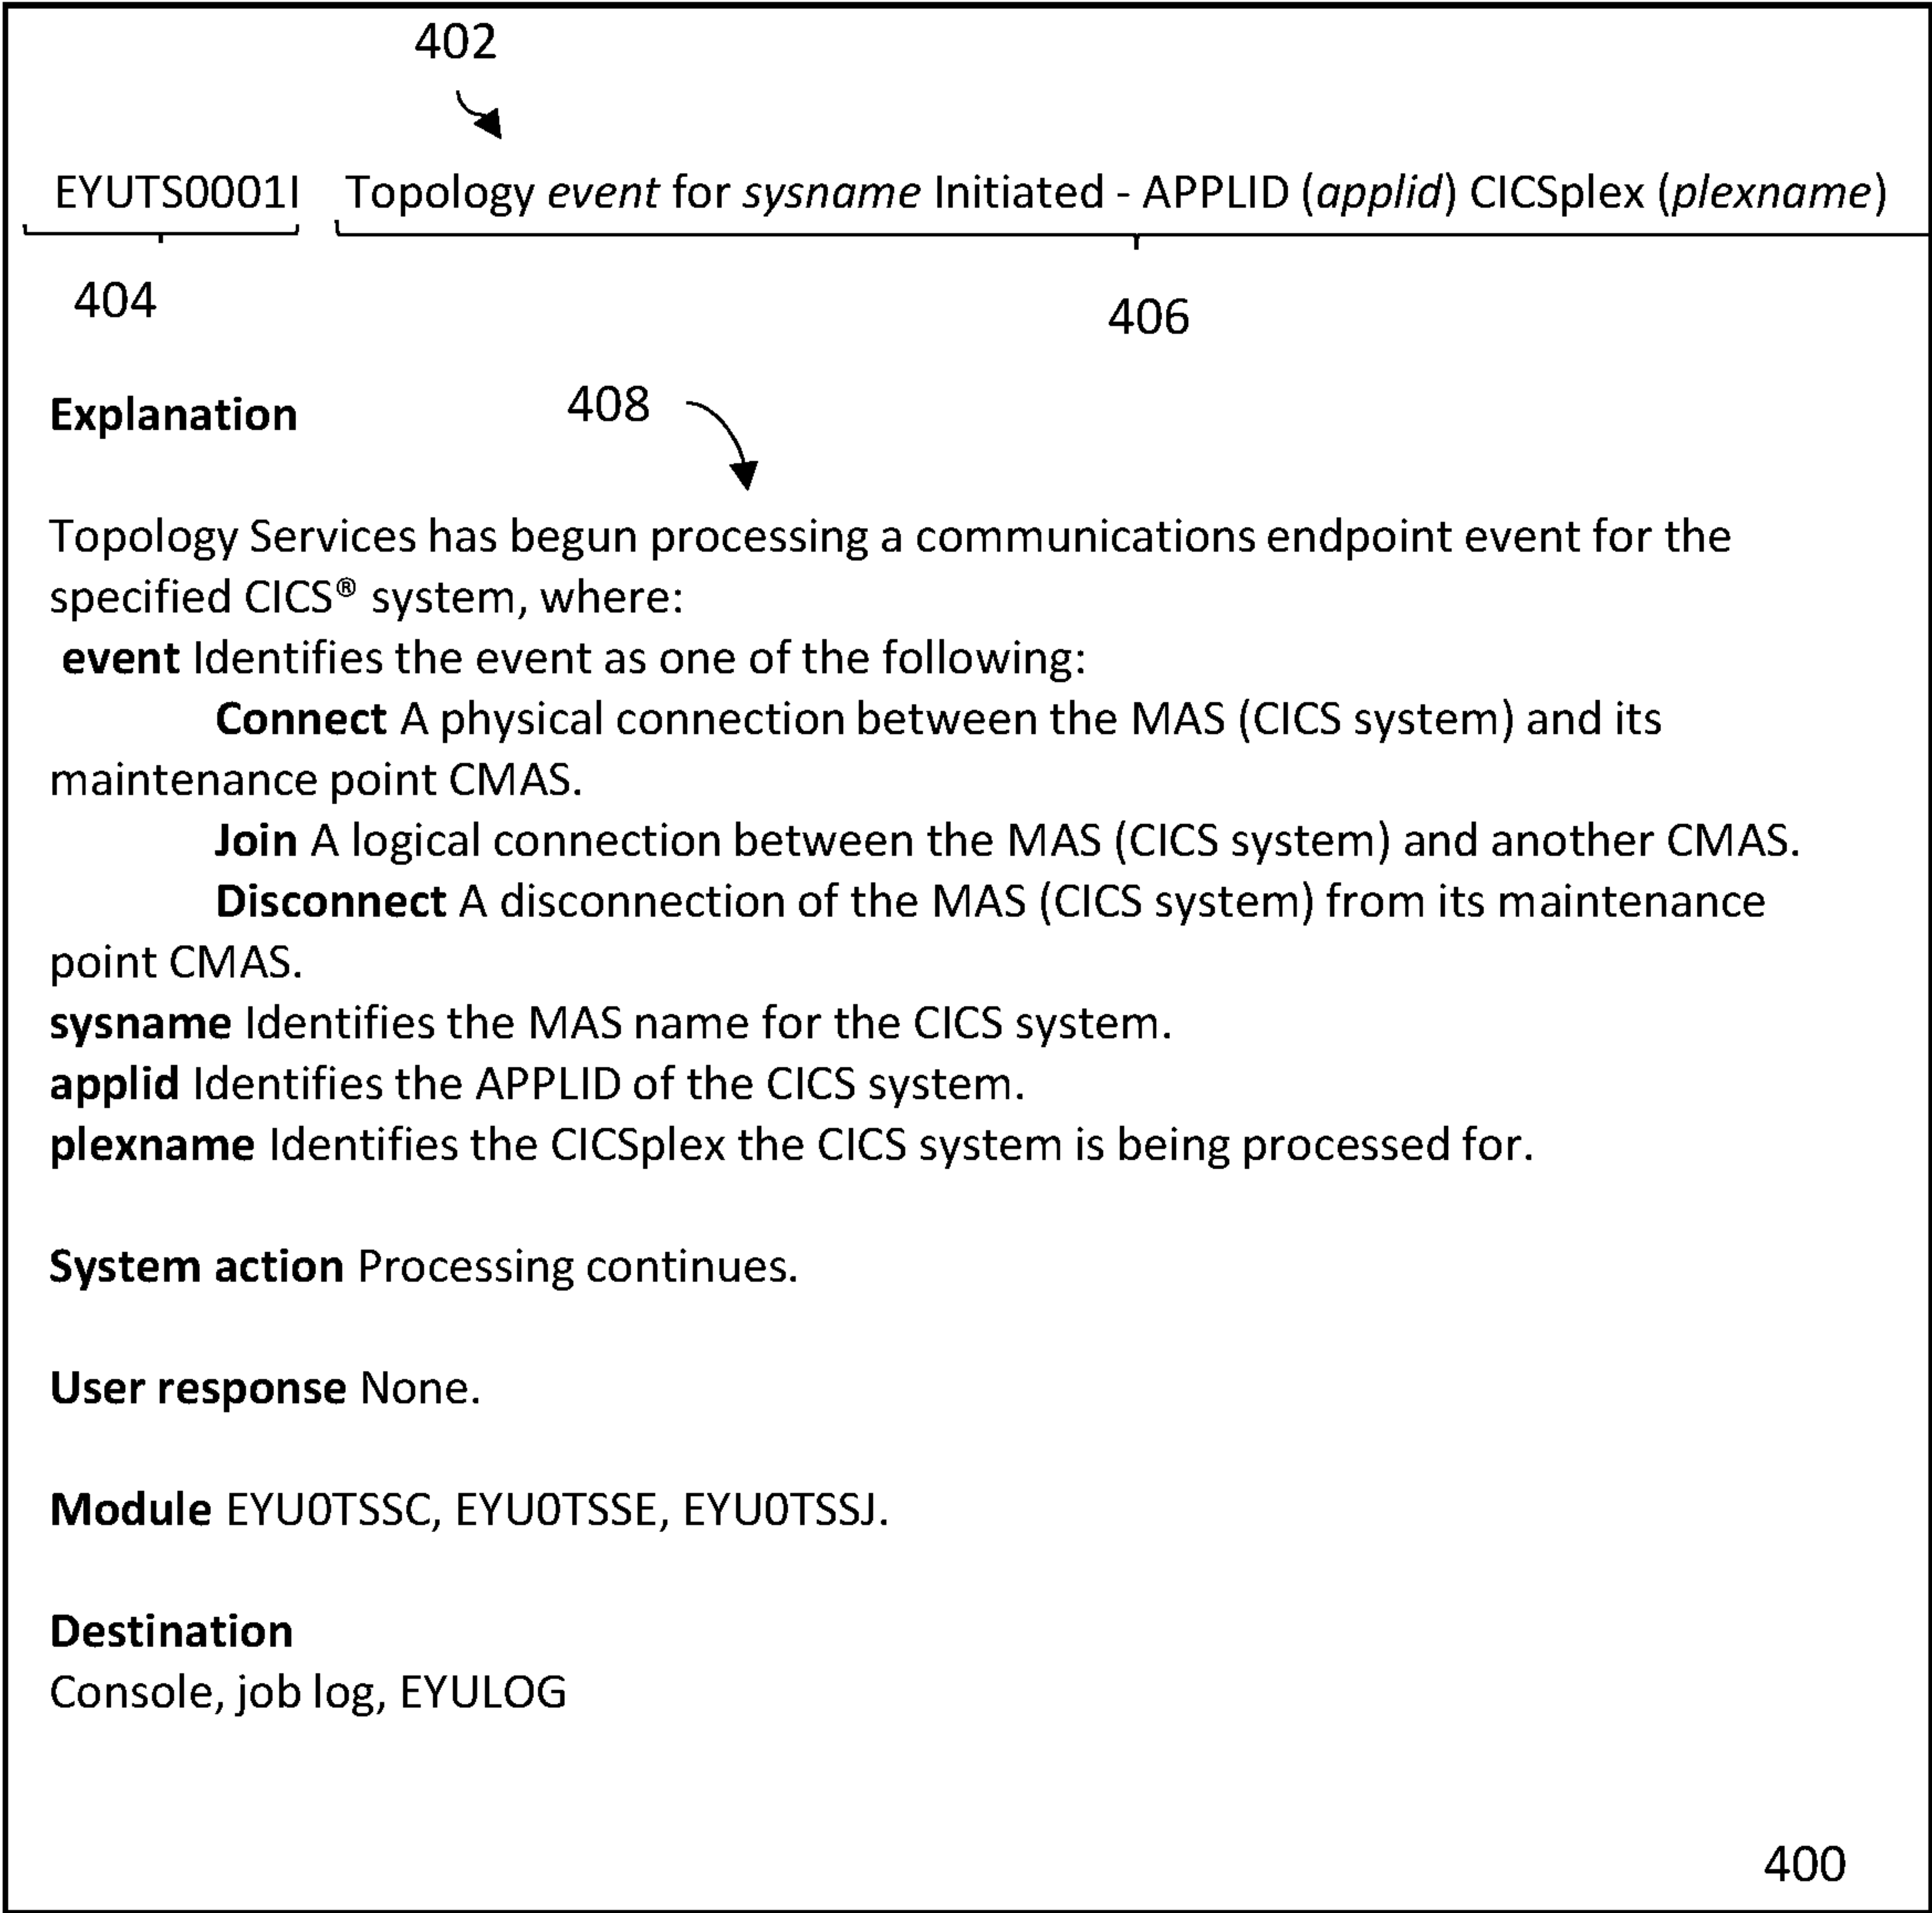 402
EYUTS0001I Topology event for sysname Initiated - APPLID (applid) CICSplex (plexname)
404
406
Explanation 408
Topology Services has begun processing a communications endpoint event for the
specified CICS® system, where:
event Identifies the event as one of the following:
Connect A physical connection between the MAS (CICS system) and its
maintenance point CMAS.
Join A logical connection between the MAS (CICS system) and another CMAS.
Disconnect A disconnection of the MAS (CICS system) from its maintenance
point CMAS.
sysname Identifies the MAS name for the CICS system.
applid Identifies the APPLID of the CICS system.
plexname Identifies the CICSplex the CICS system is being processed for.
System action Processing continues.
User response None.
Module EYU0TSSC, EYU0TSSE, EYU0TSSJ.
Destination
Console, job log, EYULOG
400